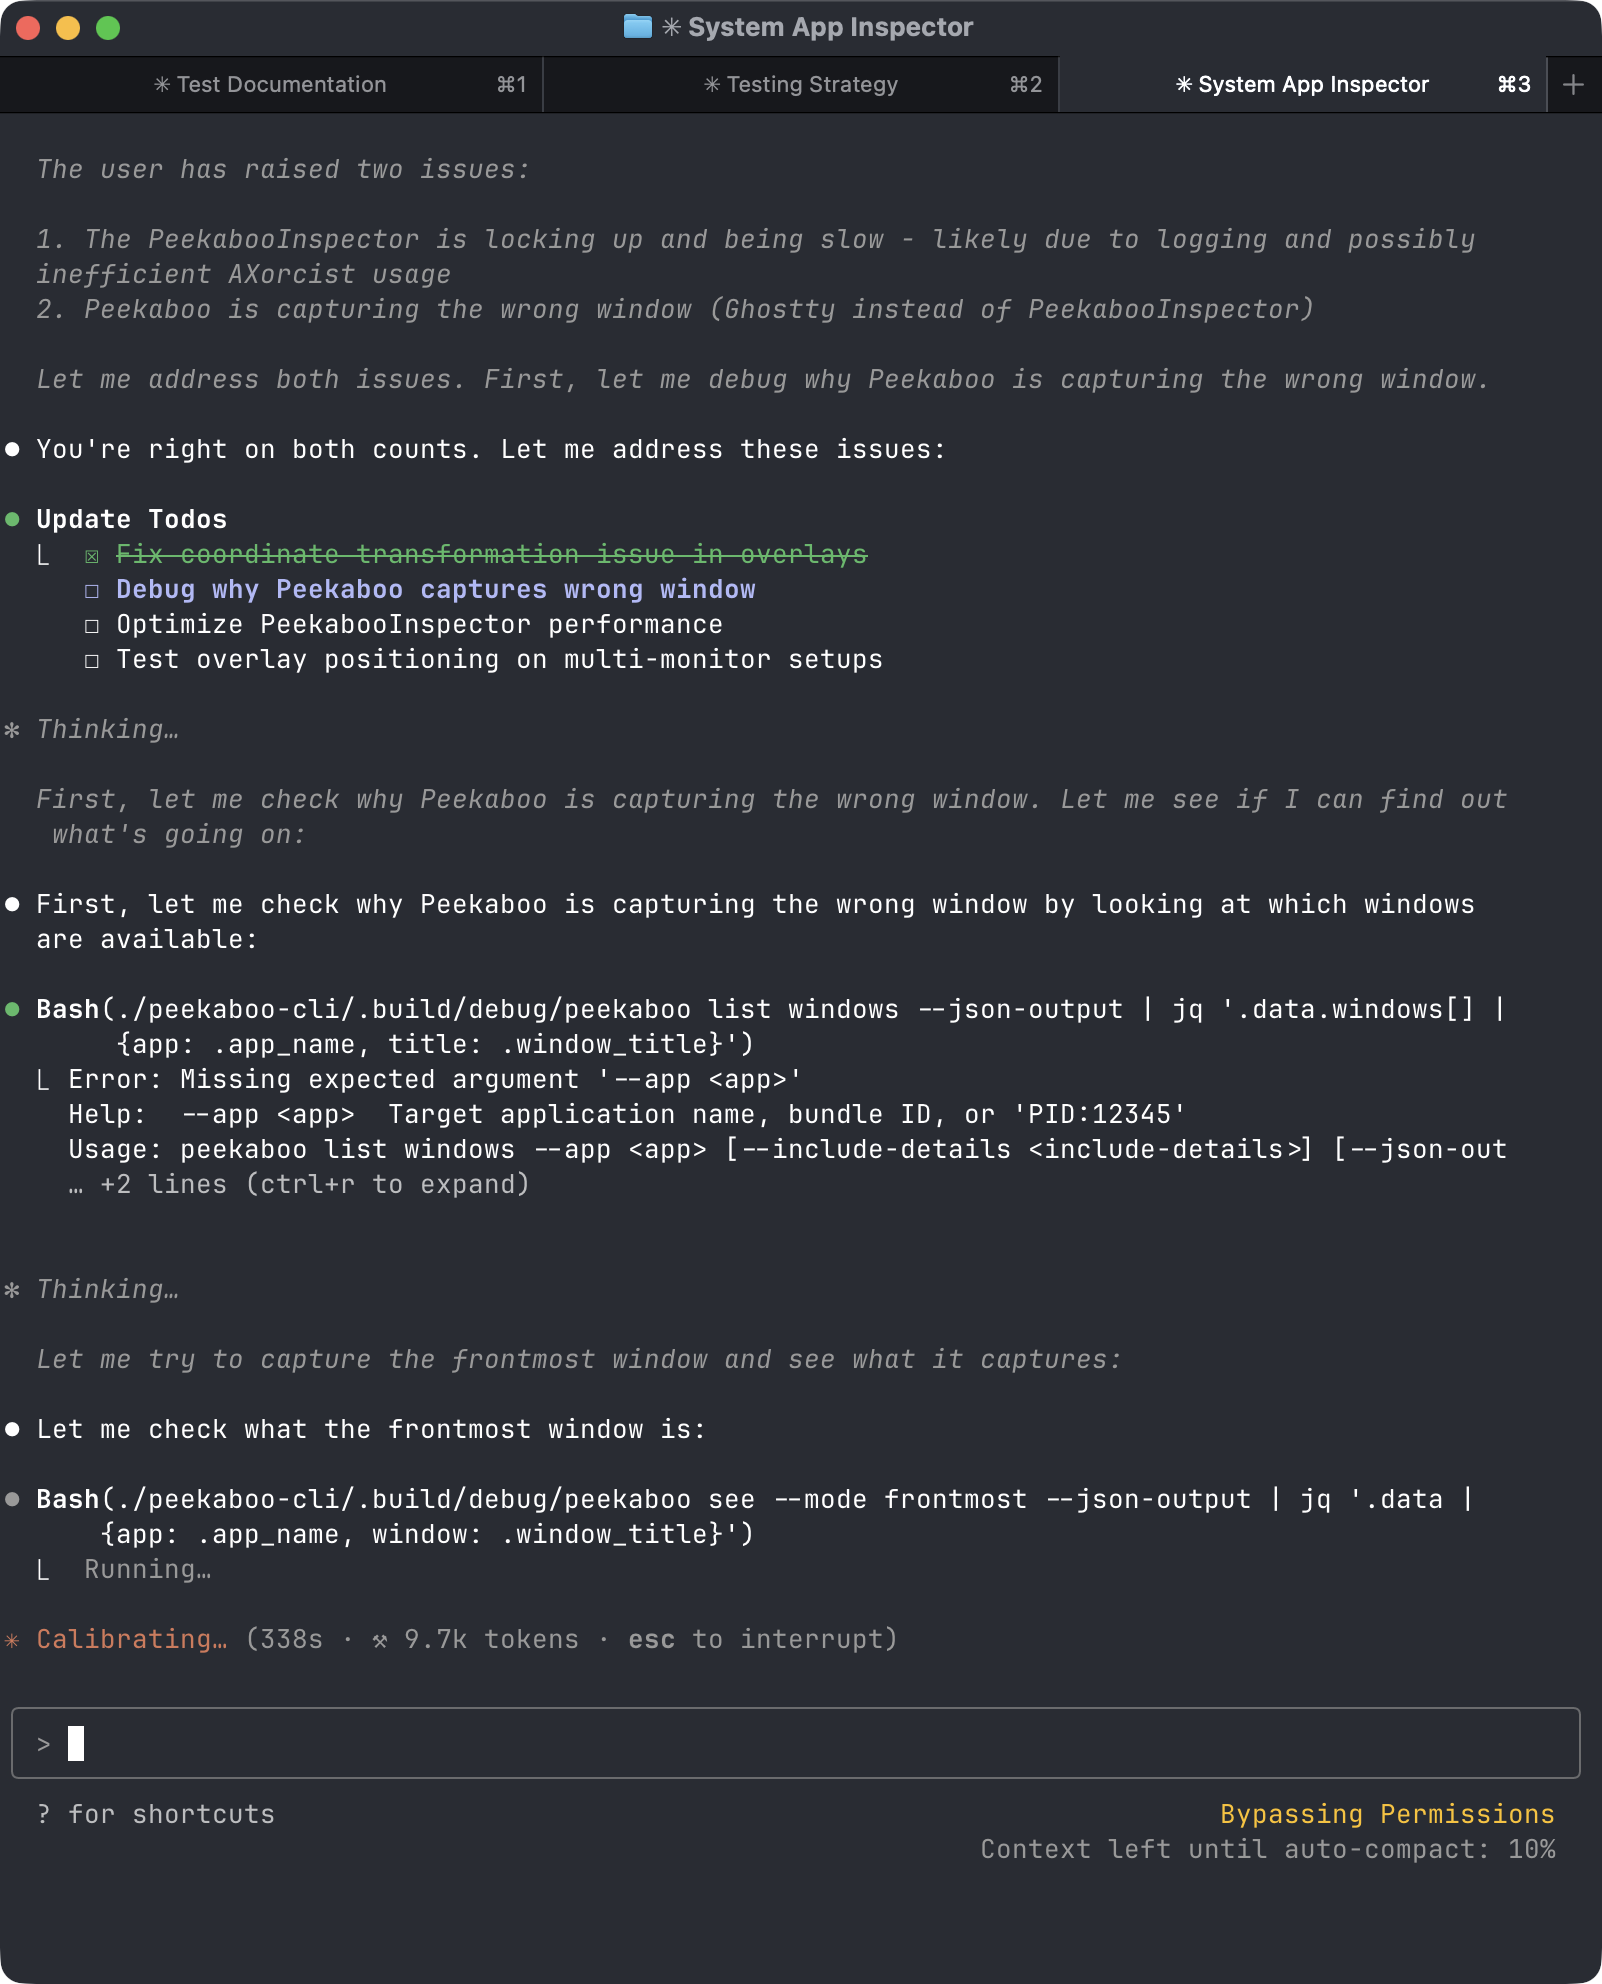 ✳ System App Inspector
✳ Test Documentation ⌘1 ✳ Testing Strategy ⌘2 ✳ System App Inspector ⌘3 +
The user has raised two issues:
1. The PeekabooInspector is locking up and being slow - likely due to logging and possibly
inefficient AXorcist usage
2. Peekaboo is capturing the wrong window (Ghostty instead of PeekabooInspector)
Let me address both issues. First, let me debug why Peekaboo is capturing the wrong window.
● You're right on both counts. Let me address these issues:
● Update Todos
⎿ ☒ Fix coordinate transformation issue in overlays
☐ Debug why Peekaboo captures wrong window
☐ Optimize PeekabooInspector performance
☐ Test overlay positioning on multi-monitor setups
✻ Thinking…
First, let me check why Peekaboo is capturing the wrong window. Let me see if I can find out
what's going on:
● First, let me check why Peekaboo is capturing the wrong window by looking at which windows
are available:
● Bash(./peekaboo-cli/.build/debug/peekaboo list windows --json-output | jq '.data.windows[] |
{app: .app_name, title: .window_title}')
⎿ Error: Missing expected argument '--app <app>'
Help:  --app <app>  Target application name, bundle ID, or 'PID:12345'
Usage: peekaboo list windows --app <app> [--include-details <include-details>] [--json-out
… +2 lines (ctrl+r to expand)
✻ Thinking…
Let me try to capture the frontmost window and see what it captures:
● Let me check what the frontmost window is:
● Bash(./peekaboo-cli/.build/debug/peekaboo see --mode frontmost --json-output | jq '.data |
{app: .app_name, window: .window_title}')
⎿ Running…
✳ Calibrating… (338s · ⚒ 9.7k tokens · esc to interrupt)
>
? for shortcuts Bypassing Permissions
Context left until auto-compact: 10%